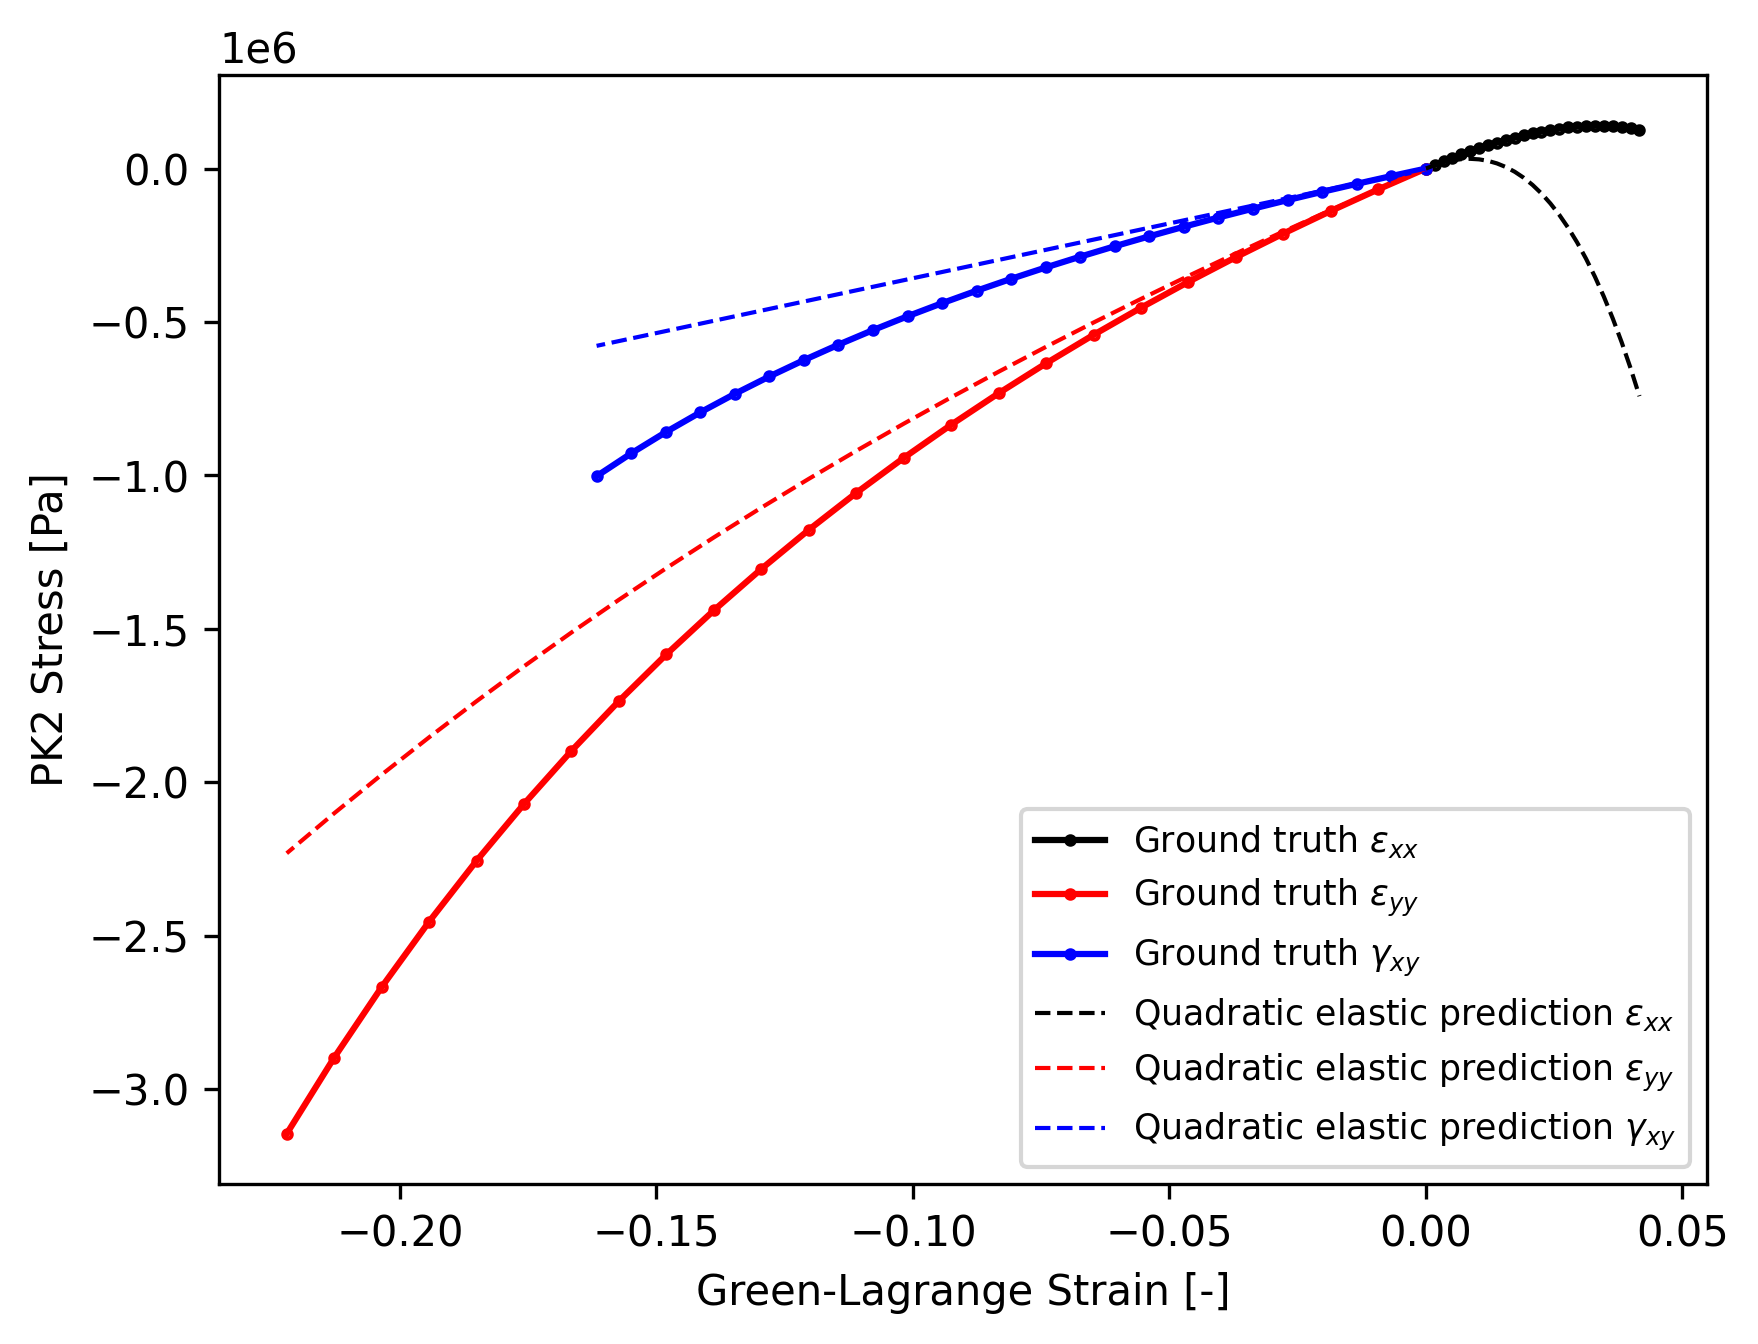 1e6
0.0
−0.5
−1.0
−1.5
−2.0
−2.5
−3.0
PK2 Stress [Pa]
−0.20
−0.15
−0.10
−0.05
0.00
0.05
Green-Lagrange Strain [-]
Ground truth εxx
Ground truth εyy
Ground truth γxy
Quadratic elastic prediction εxx
Quadratic elastic prediction εyy
Quadratic elastic prediction γxy